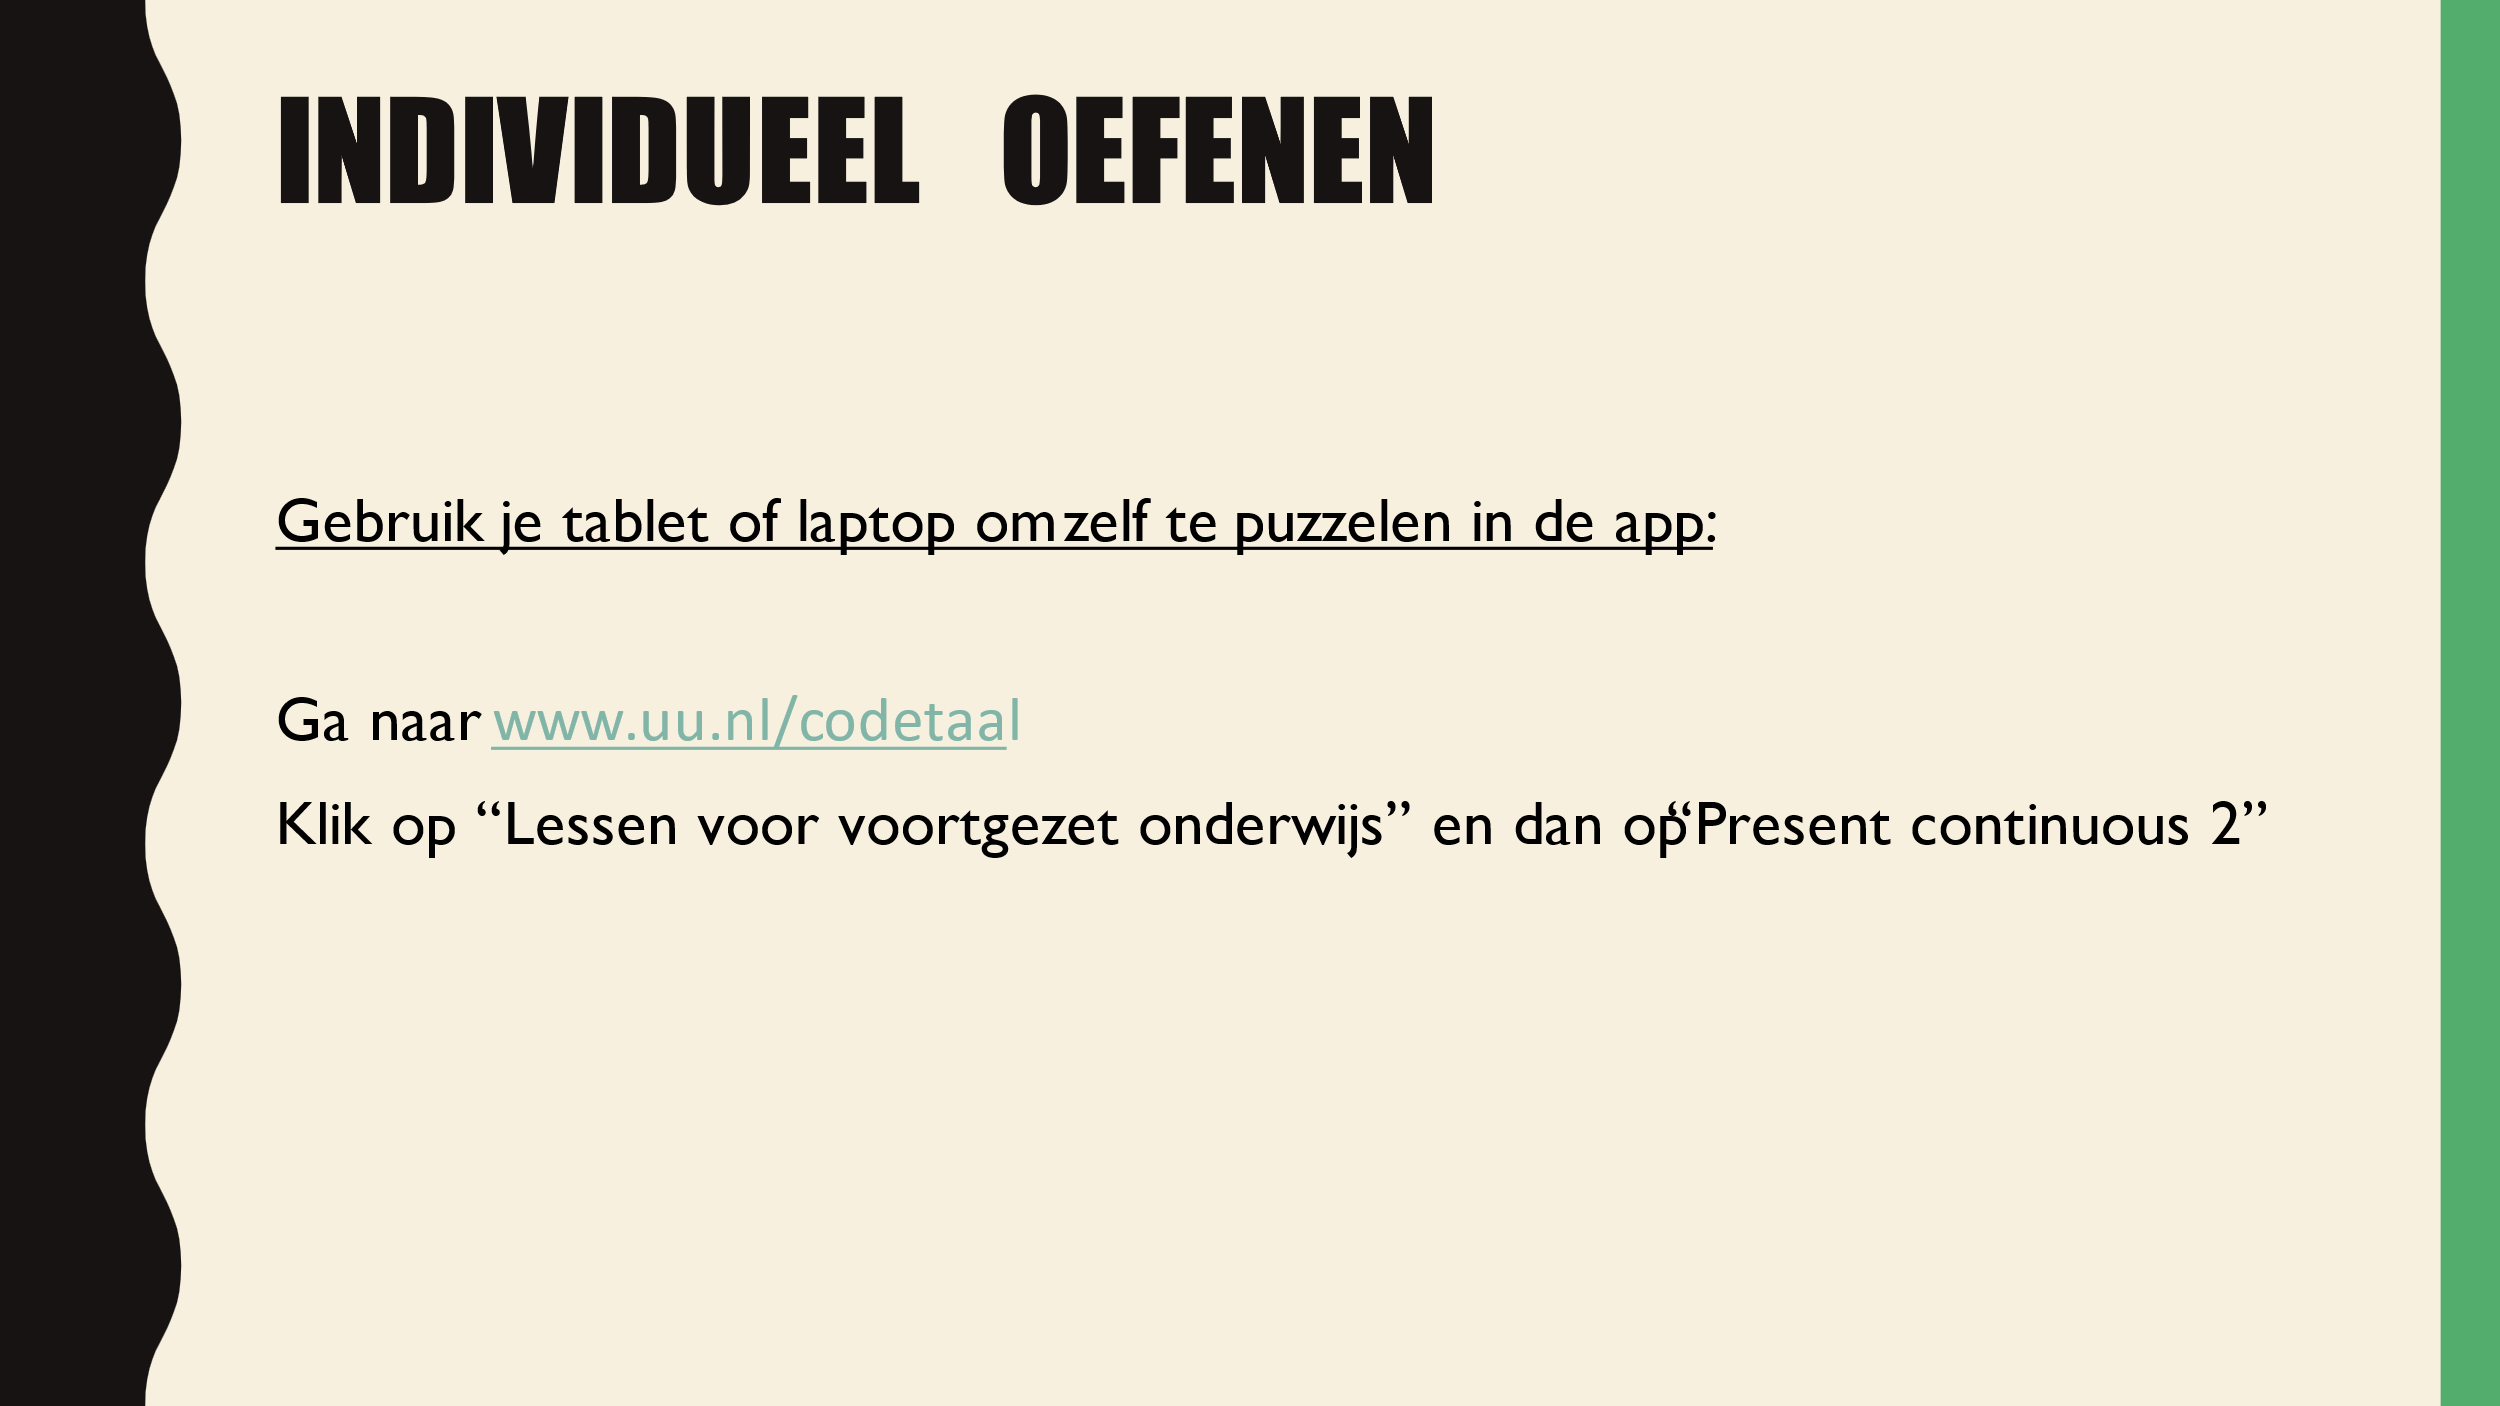 INDIVIDUEEL OEFENEN
Gebruik je tablet of laptop om zelf te puzzelen in de app:
Ga naar www.uu.nl/codetaal
Klik op “Lessen voor voortgezet onderwijs” en dan op “Present continuous 2”